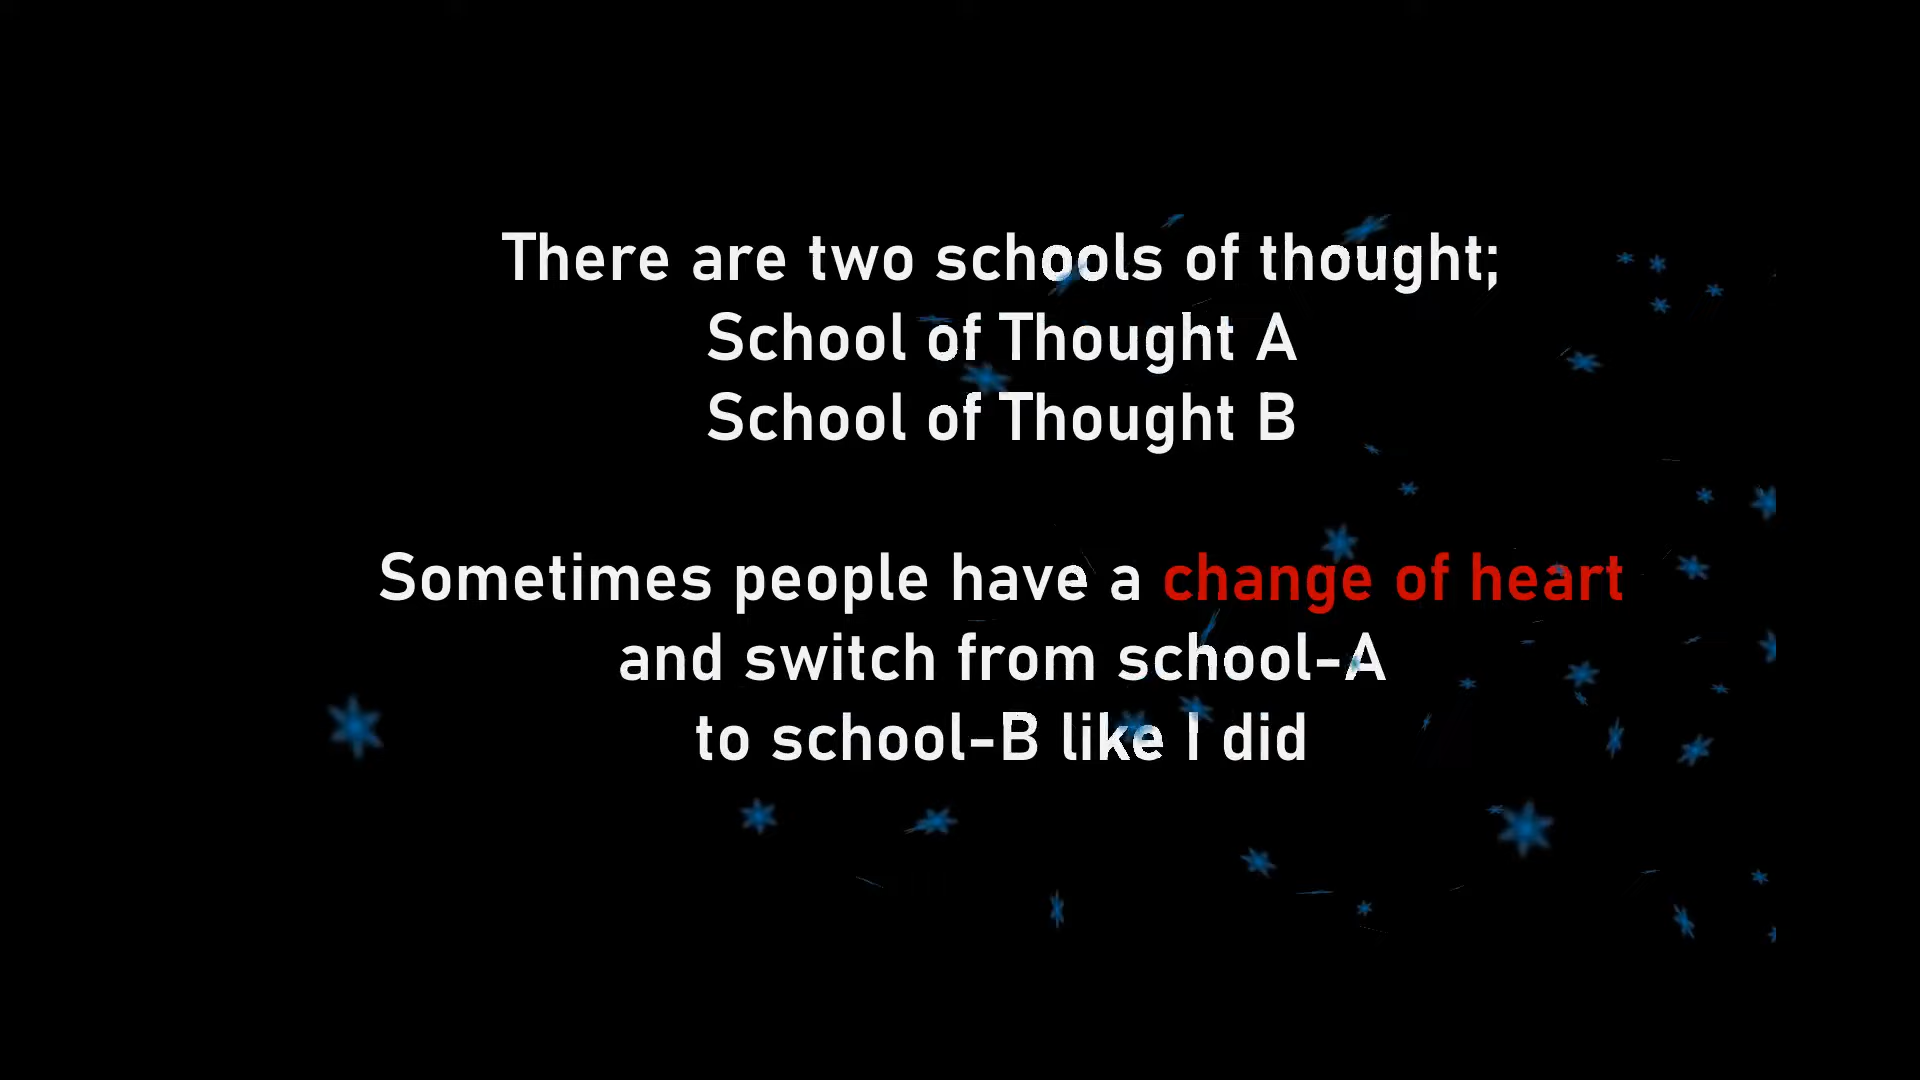 There are two schools of thought;
School of Thought A
School of Thought B
Sometimes people have a change of heart
and switch from school-A
to school-B like I did